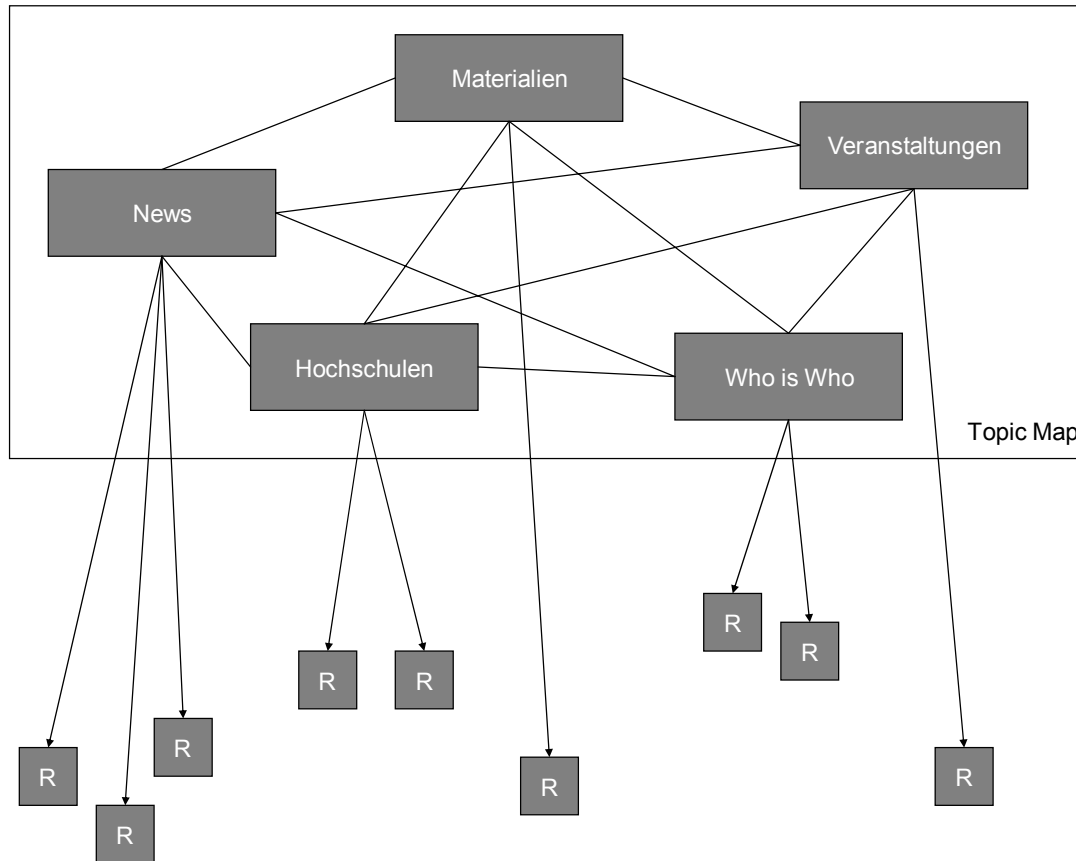 Materialien
Veranstaltungen
News
Hochschulen
Who is Who
Topic Map
R
R
R
R
R
R
R
R
R